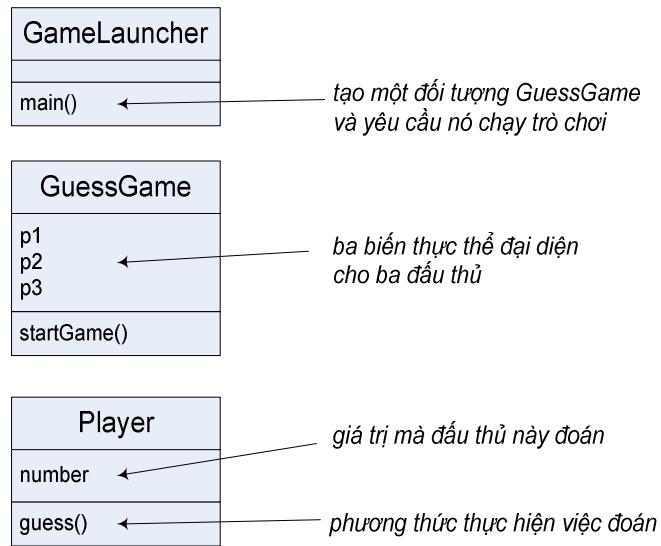 GameLauncher
main()
tạo một đối tượng GuessGame
và yêu cầu nó chạy trò chơi
GuessGame
p1
p2
p3
ba biến thực thể đại diện
cho ba đấu thủ
startGame()
Player
number
giá trị mà đấu thủ này đoán
guess()
phương thức thực hiện việc đoán